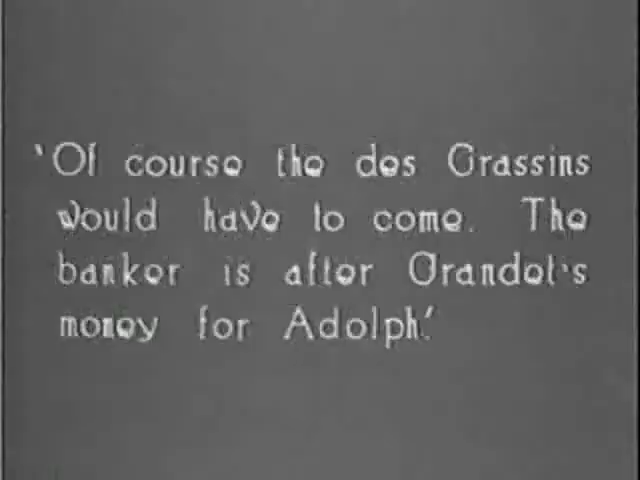 'Of course the des Grassins
would have to come. The
banker is after Grandet's
money for Adolph.'